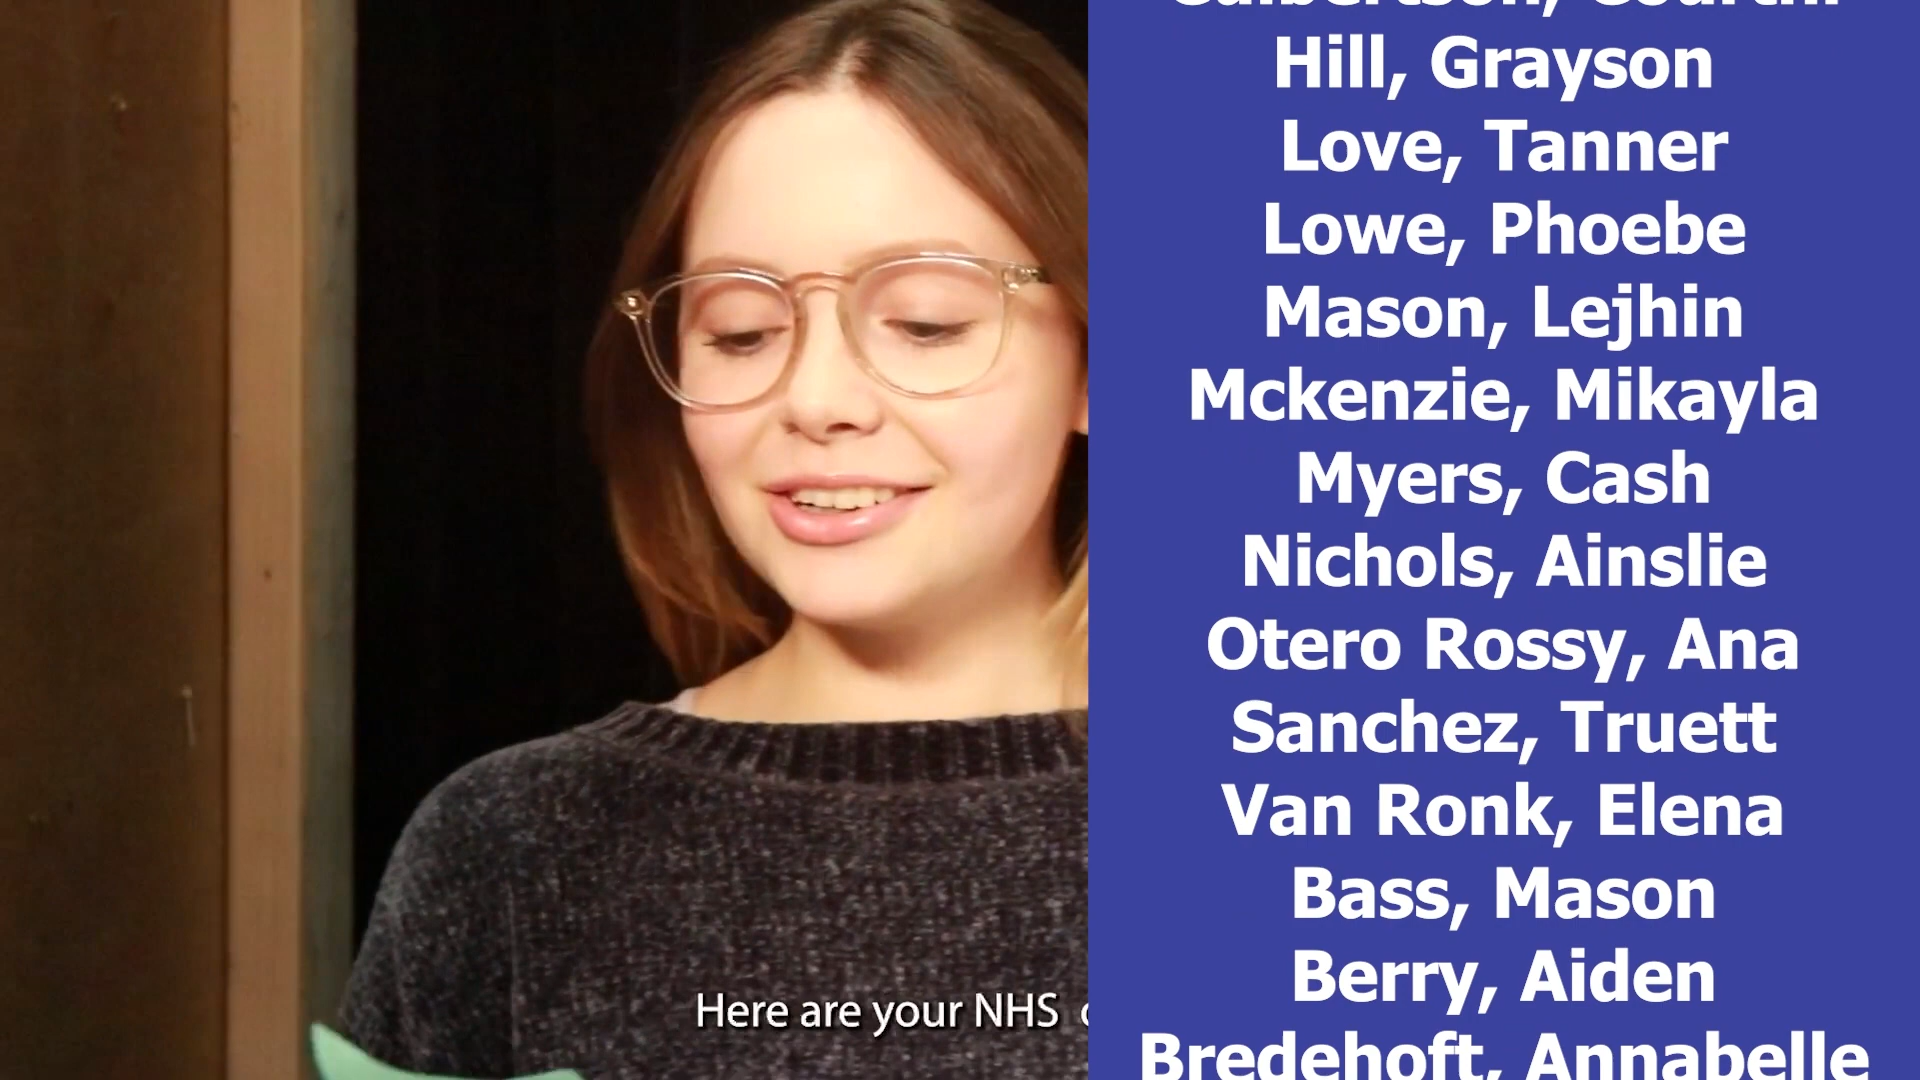 Hill, Grayson
Love, Tanner
Lowe, Phoebe
Mason, Lejhin
Mckenzie, Mikayla
Myers, Cash
Nichols, Ainslie
Otero Rossy, Ana
Sanchez, Truett
Van Ronk, Elena
Bass, Mason
Berry, Aiden
Bredehoft, Annabelle
Here are your NHS